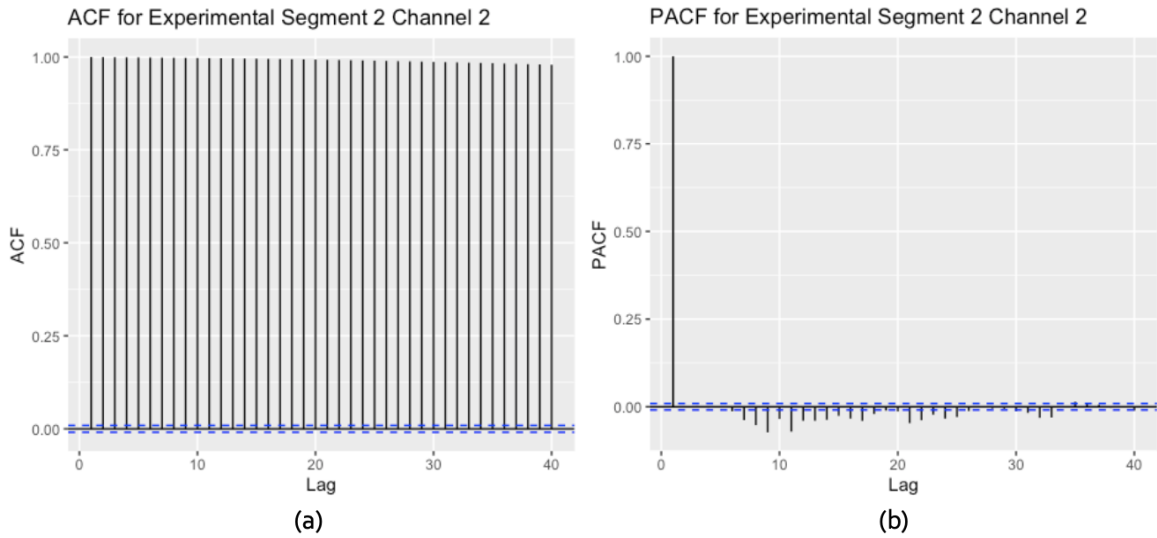 ACF for Experimental Segment 2 Channel 2
1.00
0.75
0.50
0.25
0.00
ACF
0 10 20 30 40
Lag
(a)
PACF for Experimental Segment 2 Channel 2
1.00
0.75
0.50
0.25
0.00
PACF
0 10 20 30 40
Lag
(b)